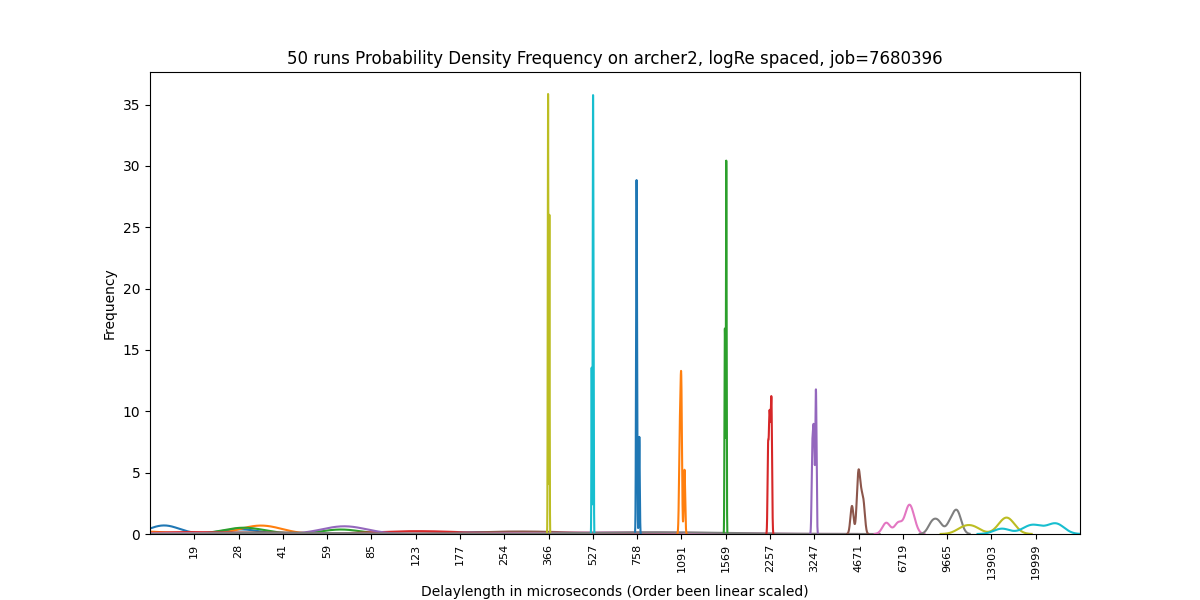 50 runs Probability Density Frequency on archer2, logRe spaced, job=7680396
35
30
25
20
15
10
5
0
Frequency
19 28 41 59 85 123 177 254 366 527 758 1091 1569 2257 3247 4671 6719 9665 13903 19999
Delaylength in microseconds (Order been linear scaled)